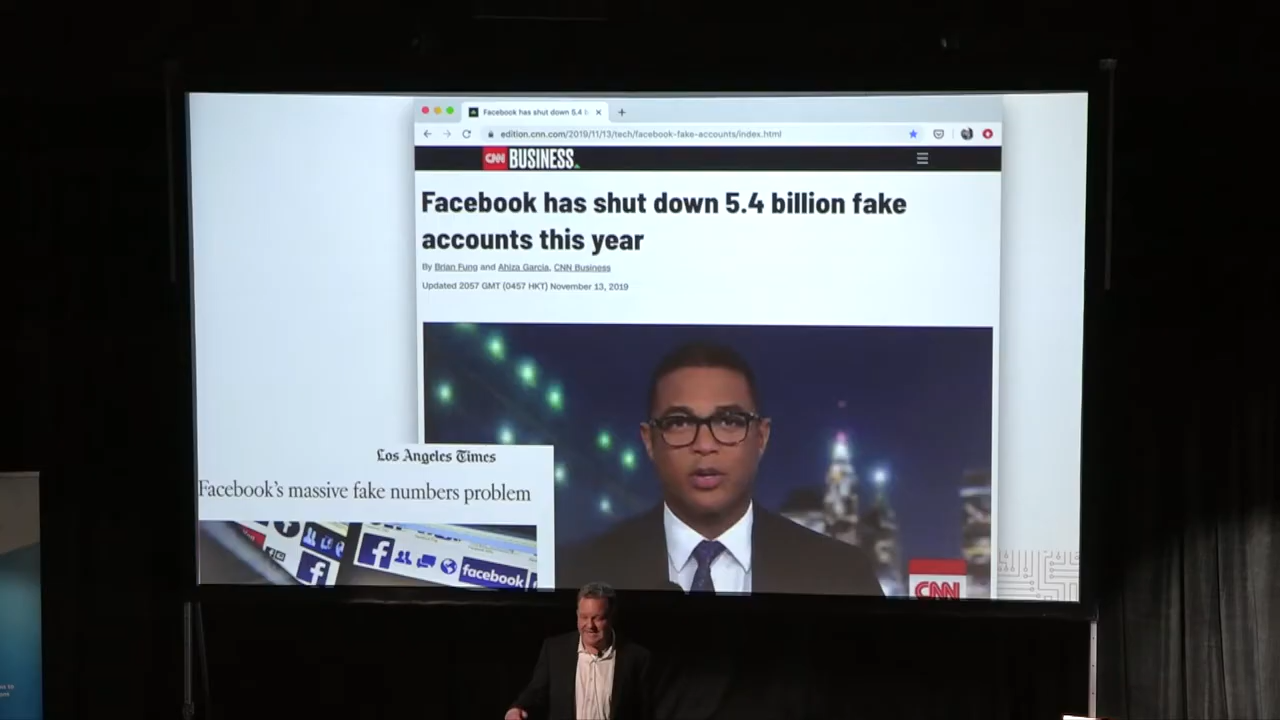 Facebook has shut down 5.4 b
edition.cnn.com/2019/11/13/tech/facebook-fake-accounts/index.html
CNN BUSINESS
Facebook has shut down 5.4 billion fake
accounts this year
By Brian Fung and Ahiza Garcia, CNN Business
Updated 2057 GMT (0457 HKT) November 13, 2019
Los Angeles Times
Facebook's massive fake numbers problem
facebook
CNN